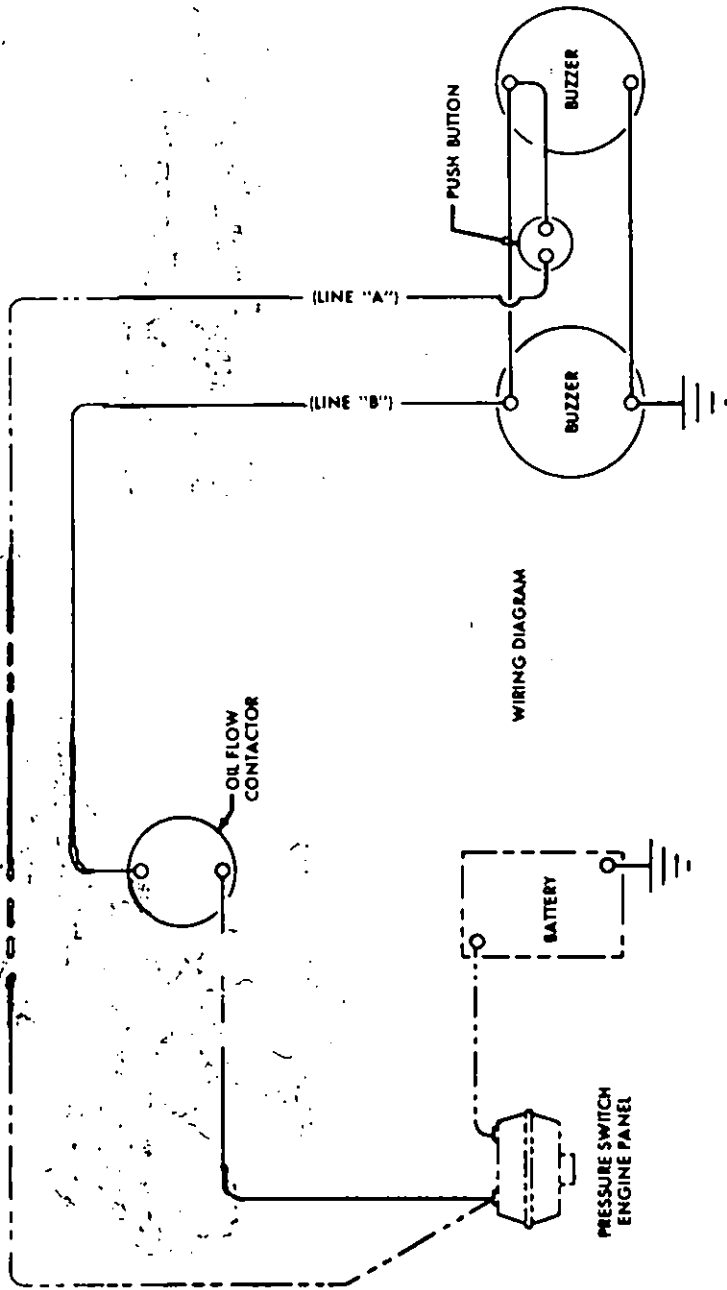 BUZZER
PUSH BUTTON
(LINE "A")
(LINE "B")
BUZZER
WIRING DIAGRAM
OIL FLOW
CONTACTOR
BATTERY
PRESSURE SWITCH
ENGINE PANEL